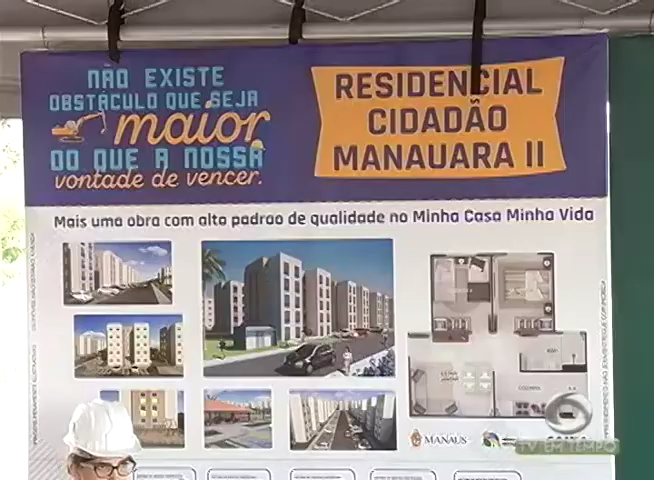 NÃO EXISTE
OBSTÁCULO QUE SEJA
maior
DO QUE A NOSSA
vontade de vencer.
RESIDENCIAL
CIDADÃO
MANAUARA II
Mais uma obra com alto padrao de qualidade no Minha Casa Minha Vida
MANAUS
TV EM TEMPO